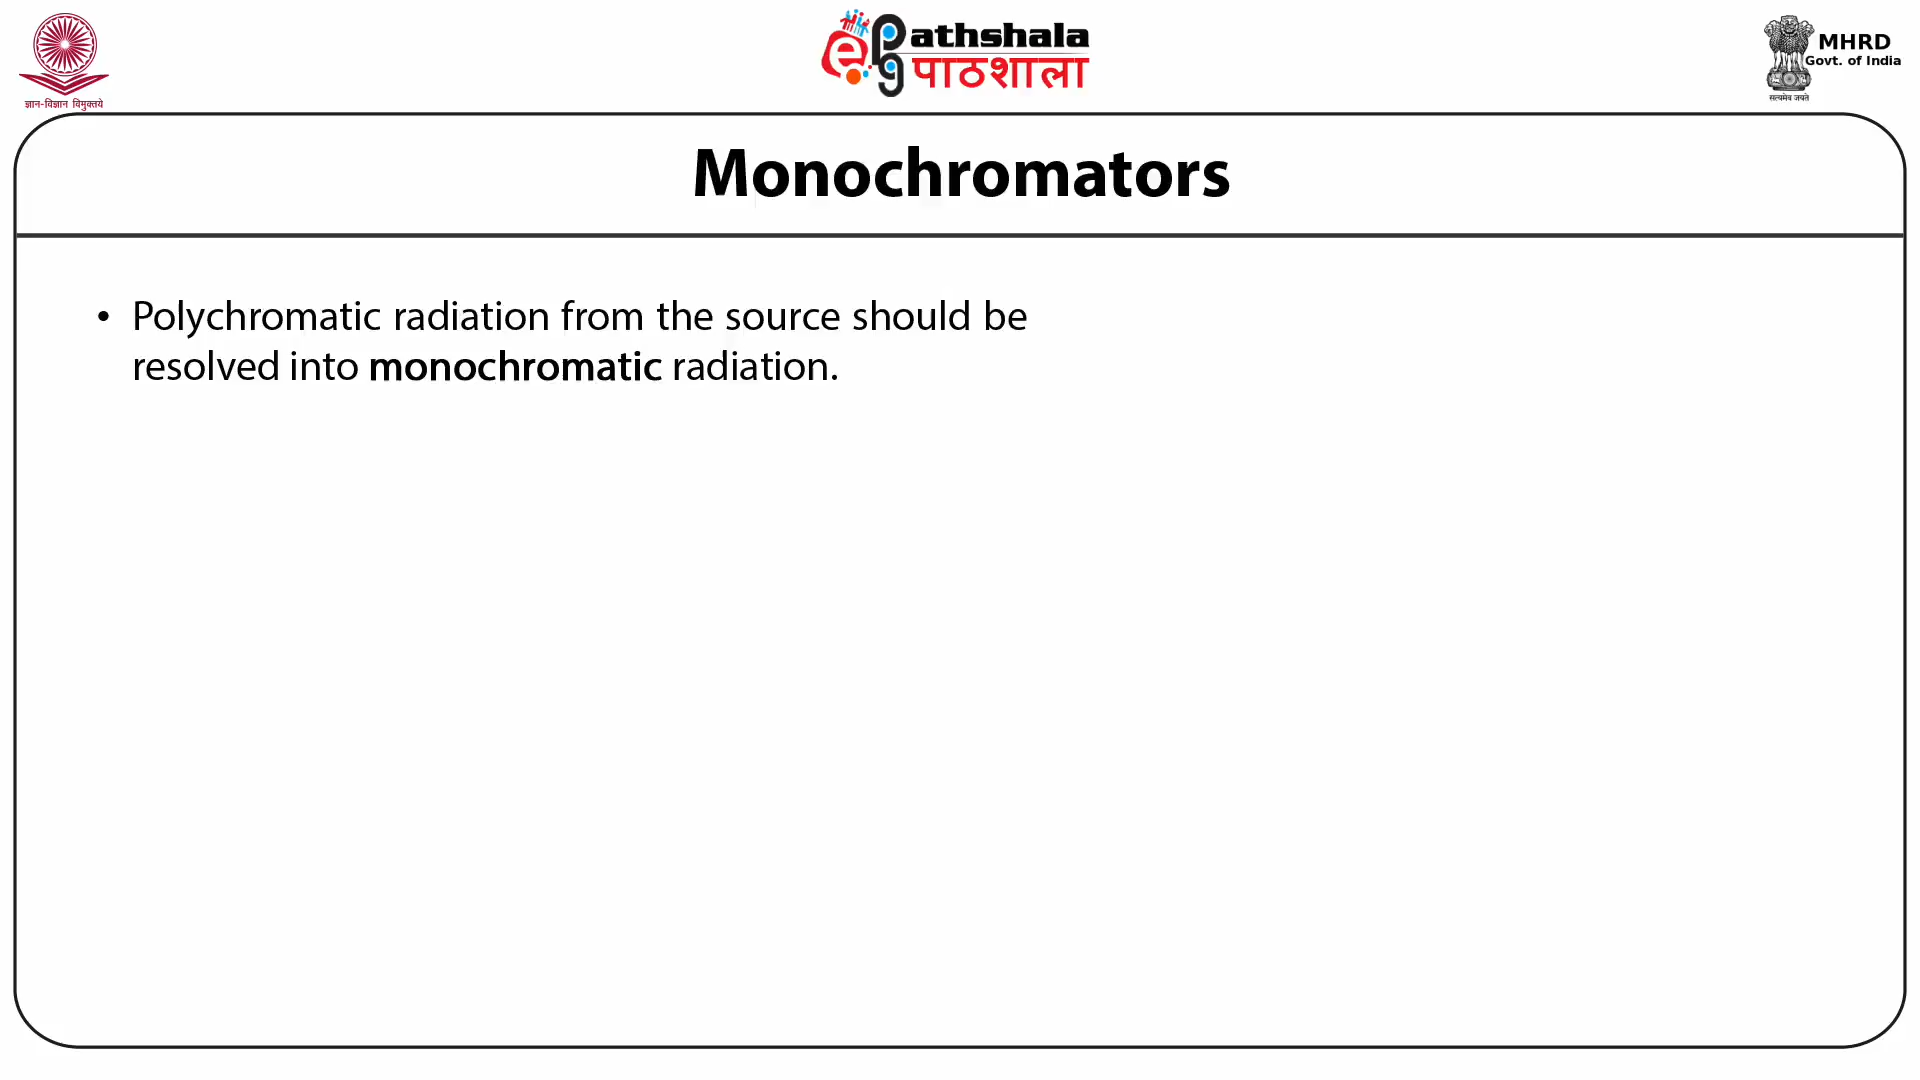 ज्ञान-विज्ञान विमुक्तये
ePathshala
पाठशाला
MHRD
Govt. of India
सत्यमेव जयते
Monochromators
• Polychromatic radiation from the source should be
resolved into monochromatic radiation.